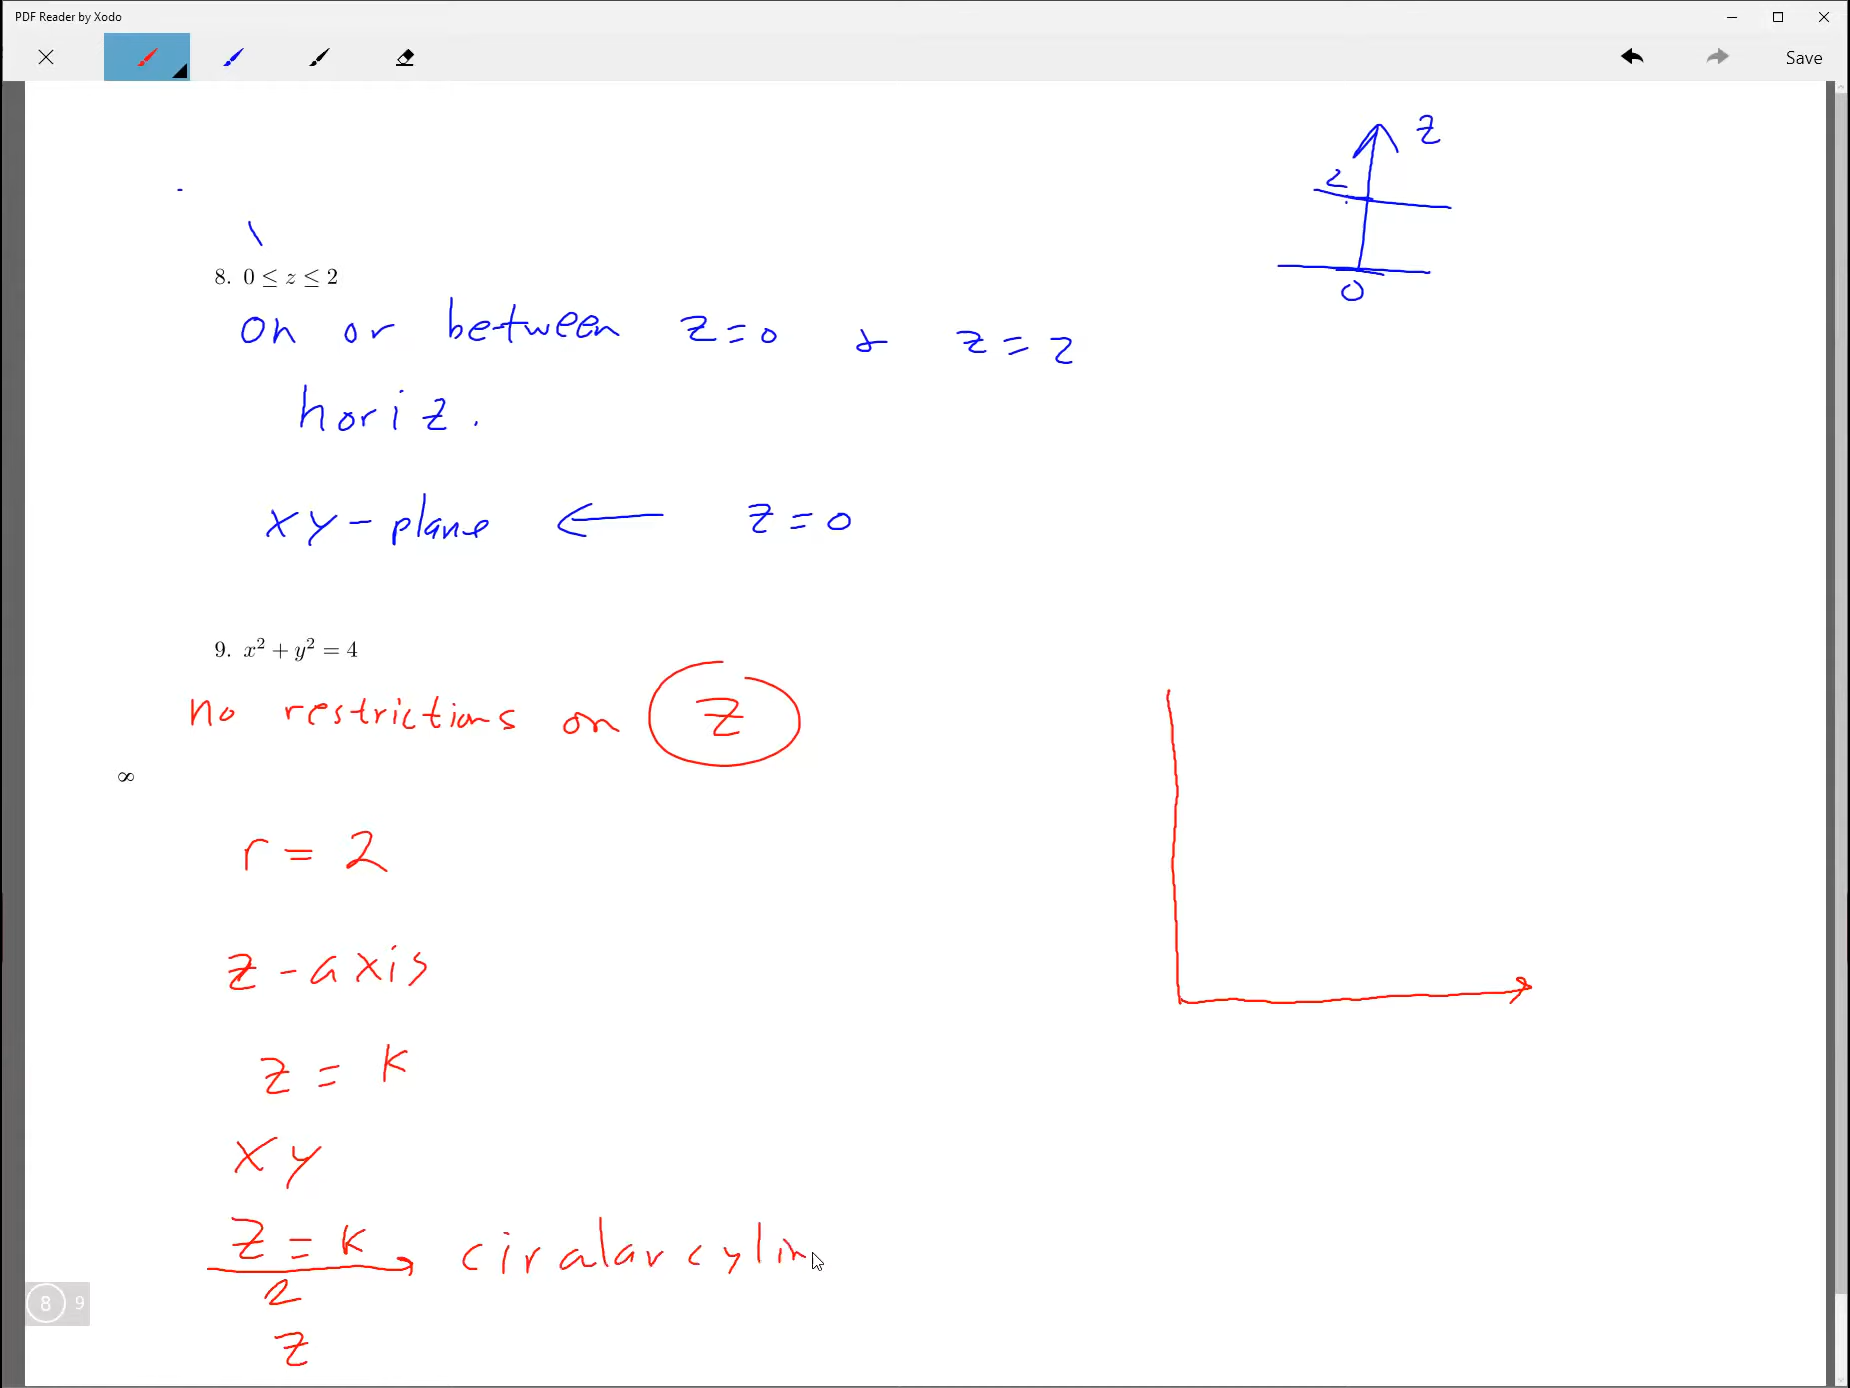 PDF Reader by Xodo
Save
z
2
0
8. 0 ≤ z ≤ 2
on or between z = 0 & z = 2
horiz.
xy-plane ← z = 0
9. x² + y² = 4
no restrictions on z
∞
r = 2
z-axis
z = k
xy
z = k → ciralar cylin
2
z
8 9